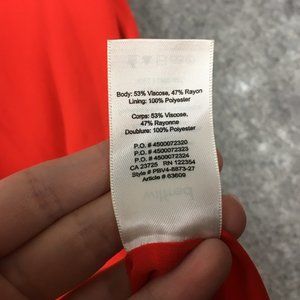 Body: 53% Viscose, 47% Rayon
Lining: 100% Polyester
Corps: 53% Viscose,
47% Rayonne
Doublure: 100% Polyester
P.O. # 4500072320
P.O. # 4500072323
P.O. # 4500072324
CA 23725 RN 122354
Style # PBV4-8873-27
Article # 63609